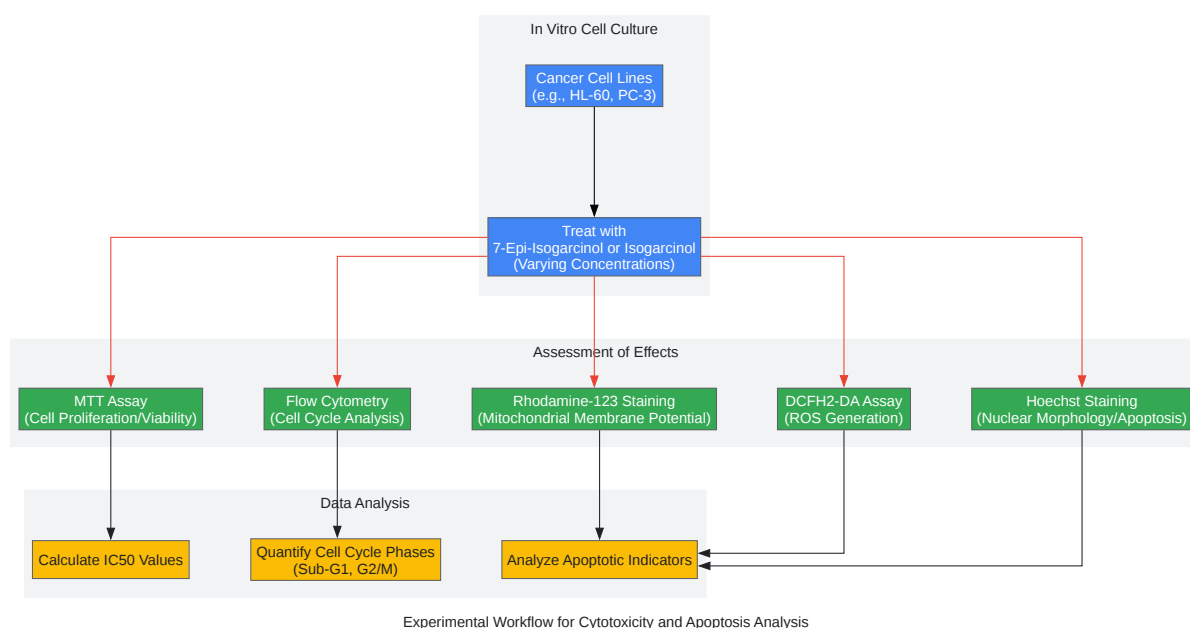 In Vitro Cell Culture
Cancer Cell Lines
(e.g., HL-60, PC-3)
Treat with
7-Epi-Isogarcinol or Isogarcinol
(Varying Concentrations)
Assessment of Effects
MTT Assay
(Cell Proliferation/Viability)
Flow Cytometry
(Cell Cycle Analysis)
Rhodamine-123 Staining
(Mitochondrial Membrane Potential)
DCFH2-DA Assay
(ROS Generation)
Hoechst Staining
(Nuclear Morphology/Apoptosis)
Data Analysis
Calculate IC50 Values
Quantify Cell Cycle Phases
(Sub-G1, G2/M)
Analyze Apoptotic Indicators
Experimental Workflow for Cytotoxicity and Apoptosis Analysis